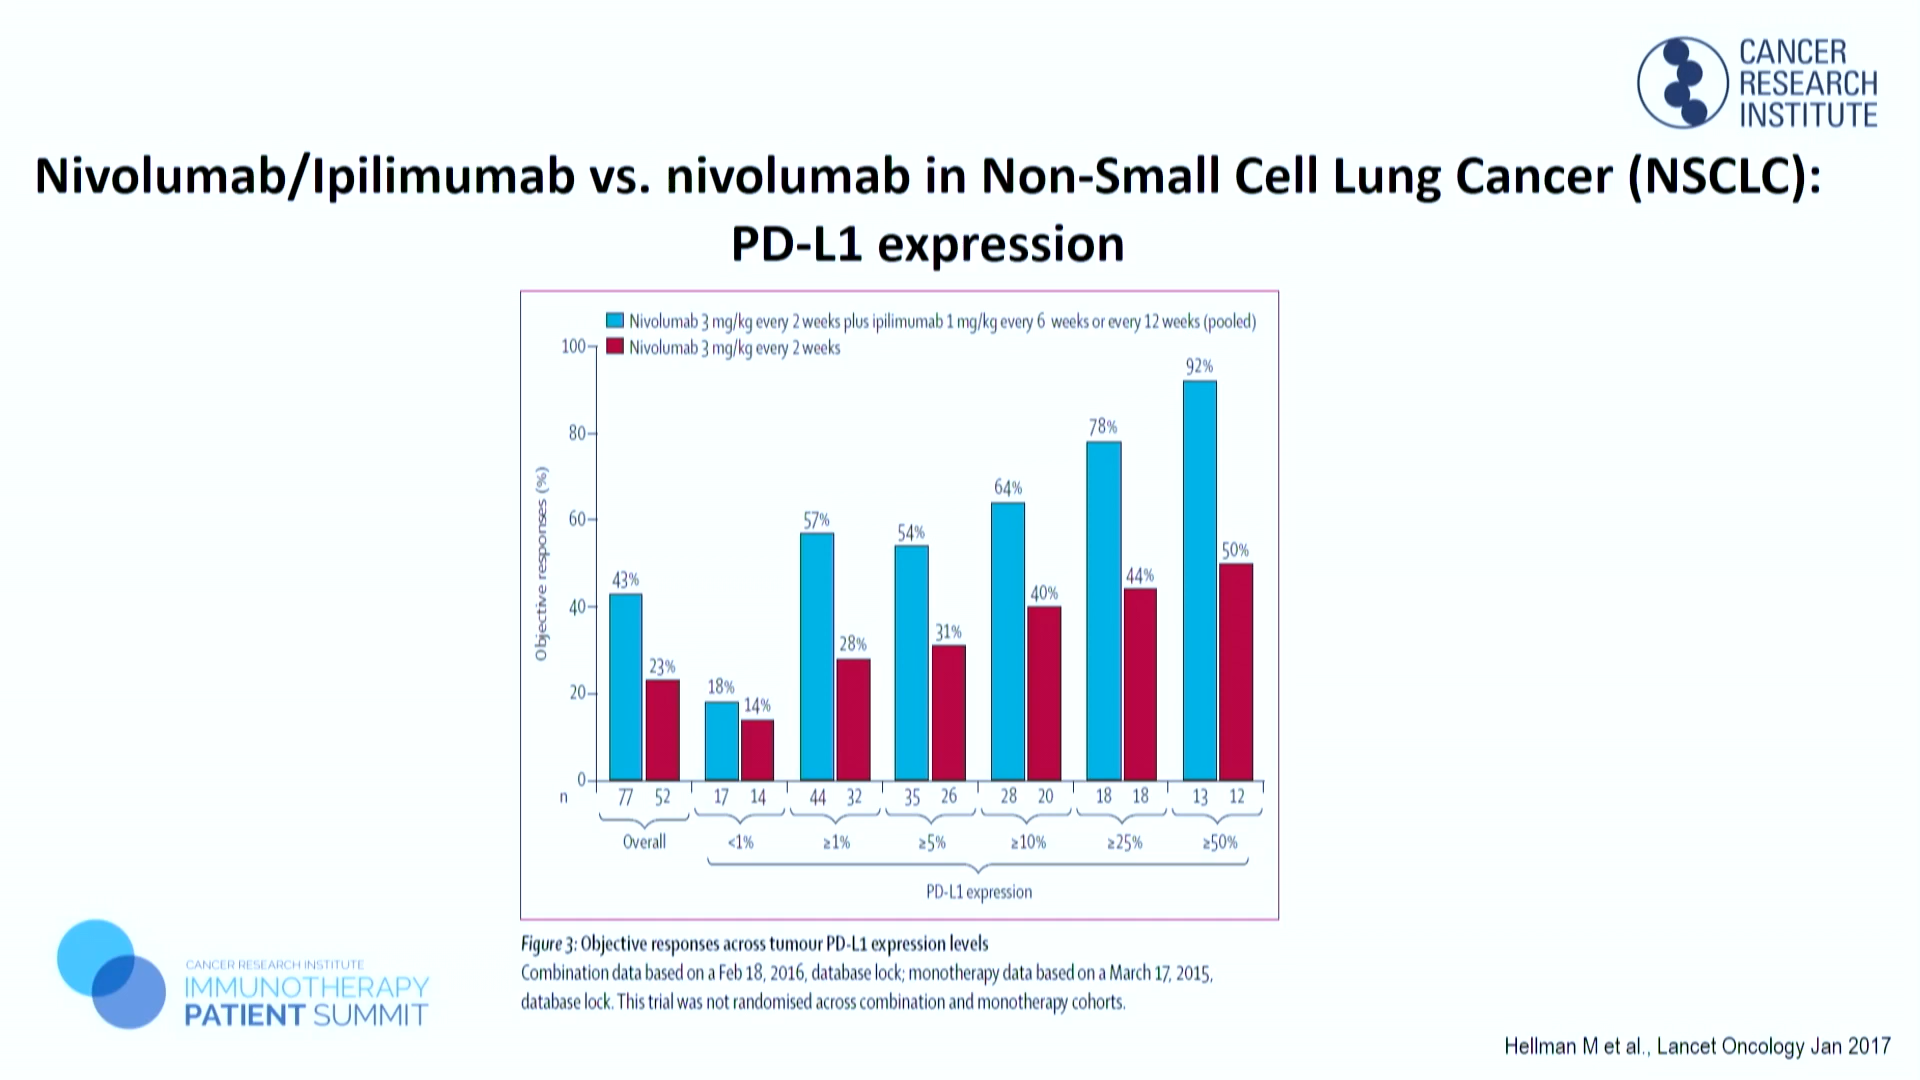 CANCER
RESEARCH
INSTITUTE
Nivolumab/Ipilimumab vs. nivolumab in Non-Small Cell Lung Cancer (NSCLC):
PD-L1 expression
Nivolumab 3 mg/kg every 2 weeks plus ipilimumab 1 mg/kg every 6 weeks or every 12 weeks (pooled)
Nivolumab 3 mg/kg every 2 weeks
Objective responses (%)
100
80
60
40
20
0
43%
23%
18%
14%
57%
28%
54%
31%
64%
40%
78%
44%
92%
50%
n 77 52 17 14 44 32 35 26 28 20 18 18 13 12
Overall <1% ≥1% ≥5% ≥10% ≥25% ≥50%
PD-L1 expression
Figure 3: Objective responses across tumour PD-L1 expression levels
Combination data based on a Feb 18, 2016, database lock; monotherapy data based on a March 17, 2015,
database lock. This trial was not randomised across combination and monotherapy cohorts.
CANCER RESEARCH INSTITUTE
IMMUNOTHERAPY
PATIENT SUMMIT
Hellman M et al., Lancet Oncology Jan 2017